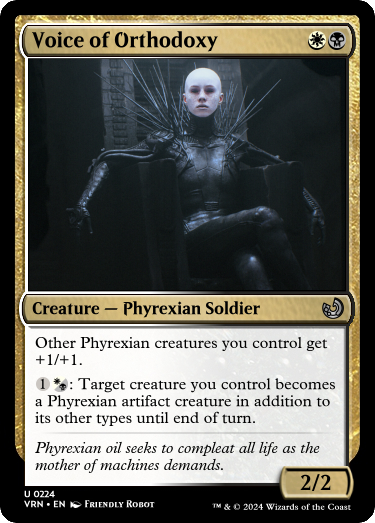 Voice of Orthodoxy
Creature — Phyrexian Soldier
Other Phyrexian creatures you control get
+1/+1.
1 : Target creature you control becomes
a Phyrexian artifact creature in addition to
its other types until end of turn.
Phyrexian oil seeks to compleat all life as the
mother of machines demands.
2/2
U 0224
VRN • EN FRIENDLY ROBOT
™ & © 2024 Wizards of the Coast